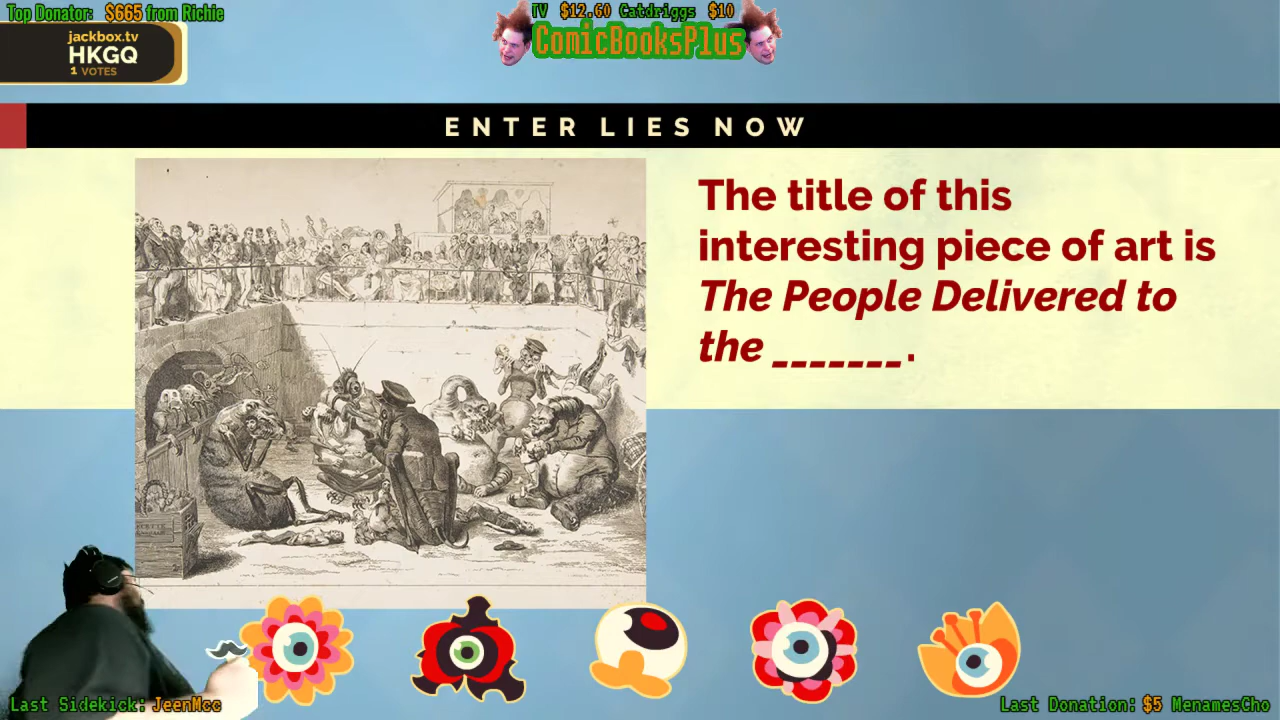 Top Donator: $665 from Richie
TV $12.60 Catdriggs $10
ComicBooksPlus
jackbox.tv
HKGQ
1 VOTES
ENTER LIES NOW
The title of this
interesting piece of art is
The People Delivered to
the _______.
Last Sidekick: JeenMcc
Last Donation: $5 MenamesCho